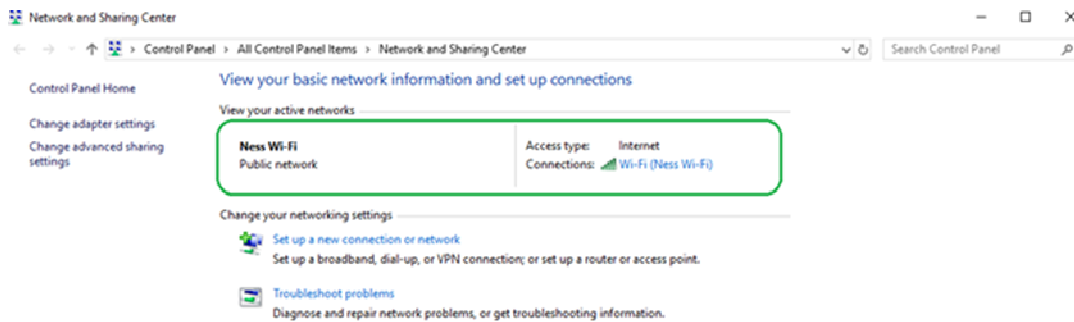 Network and Sharing Center
Control Panel > All Control Panel Items > Network and Sharing Center
Search Control Panel
Control Panel Home
Change adapter settings
Change advanced sharing
settings
View your basic network information and set up connections
View your active networks
Ness Wi-Fi
Public network
Access type: Internet
Connections: Wi-Fi (Ness Wi-Fi)
Change your networking settings
Set up a new connection or network
Set up a broadband, dial-up, or VPN connection; or set up a router or access point.
Troubleshoot problems
Diagnose and repair network problems, or get troubleshooting information.